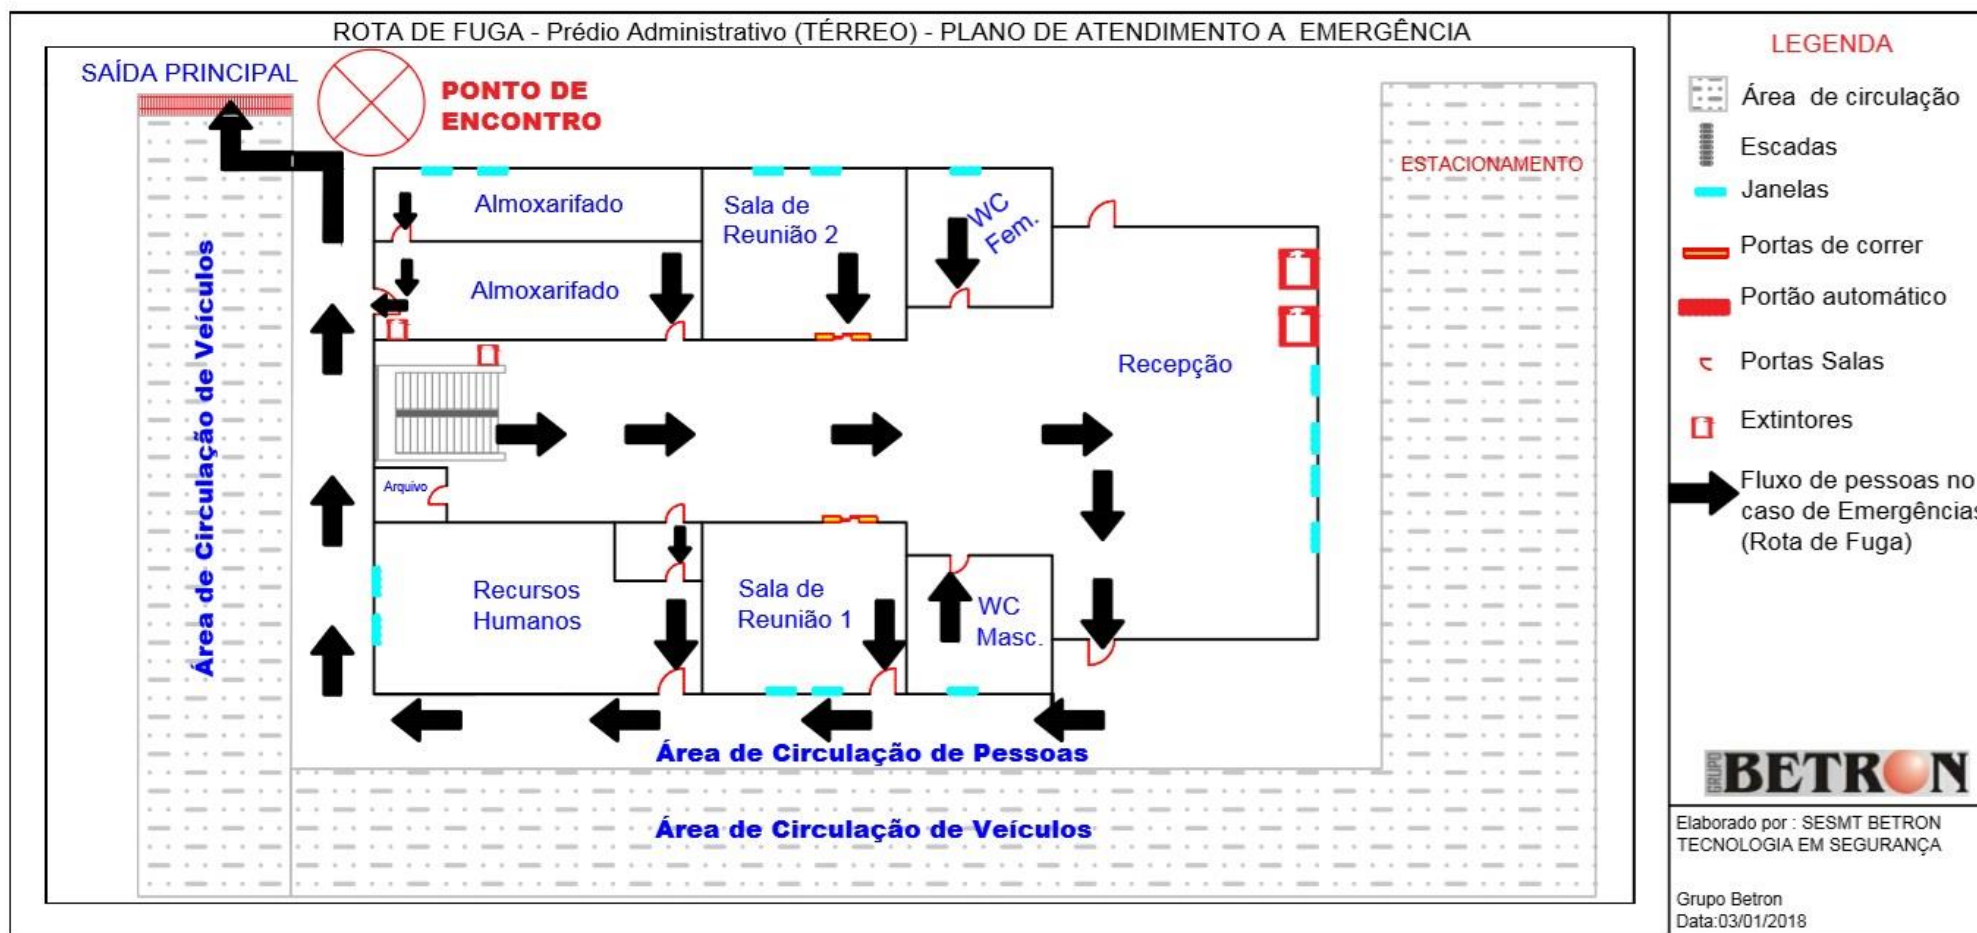 ROTA DE FUGA - Prédio Administrativo (TÉRREO) - PLANO DE ATENDIMENTO A EMERGÊNCIA
SAÍDA PRINCIPAL
PONTO DE
ENCONTRO
ESTACIONAMENTO
Almoxarifado
Sala de
Reunião 2
WC
Fem.
Almoxarifado
Recepção
Área de Circulação de Veículos
Arquivo
Recursos
Humanos
Sala de
Reunião 1
WC
Masc.
Área de Circulação de Pessoas
Área de Circulação de Veículos
LEGENDA
Área de circulação
Escadas
Janelas
Portas de correr
Portão automático
Portas Salas
Extintores
Fluxo de pessoas no
caso de Emergências
(Rota de Fuga)
GRUPO
BETRON
Elaborado por : SESMT BETRON
TECNOLOGIA EM SEGURANÇA
Grupo Betron
Data:03/01/2018